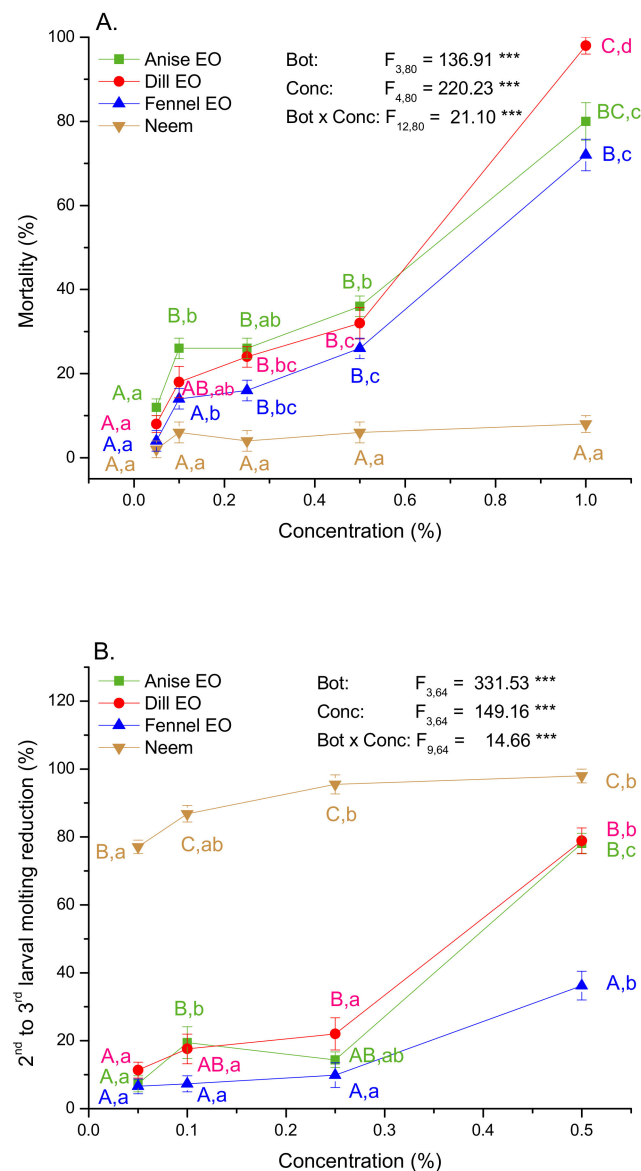 A.
Anise EO
Dill EO
Fennel EO
Neem
Bot: F3,80 = 136.91 ***
Conc: F4,80 = 220.23 ***
Bot x Conc: F12,80 = 21.10 ***
C,d
BC,c
B,c
B,b
B,ab
B,b
A,a
AB,ab
B,bc
B,c
A,a
A,b
B,bc
B,c
A,a
A,a
A,a
A,a
A,a
A,a
100
80
60
40
20
0
Mortality (%)
0.0 0.2 0.4 0.6 0.8 1.0
Concentration (%)
B.
Anise EO
Dill EO
Fennel EO
Neem
Bot: F3,64 = 331.53 ***
Conc: F3,64 = 149.16 ***
Bot x Conc: F9,64 = 14.66 ***
B,a
C,ab
C,b
C,b
B,b
B,c
A,b
B,b
B,a
A,a
AB,a
AB,ab
A,a
A,a
A,a
A,a
120
100
80
60
40
20
0
2nd to 3rd larval molting reduction (%)
0.0 0.1 0.2 0.3 0.4 0.5
Concentration (%)